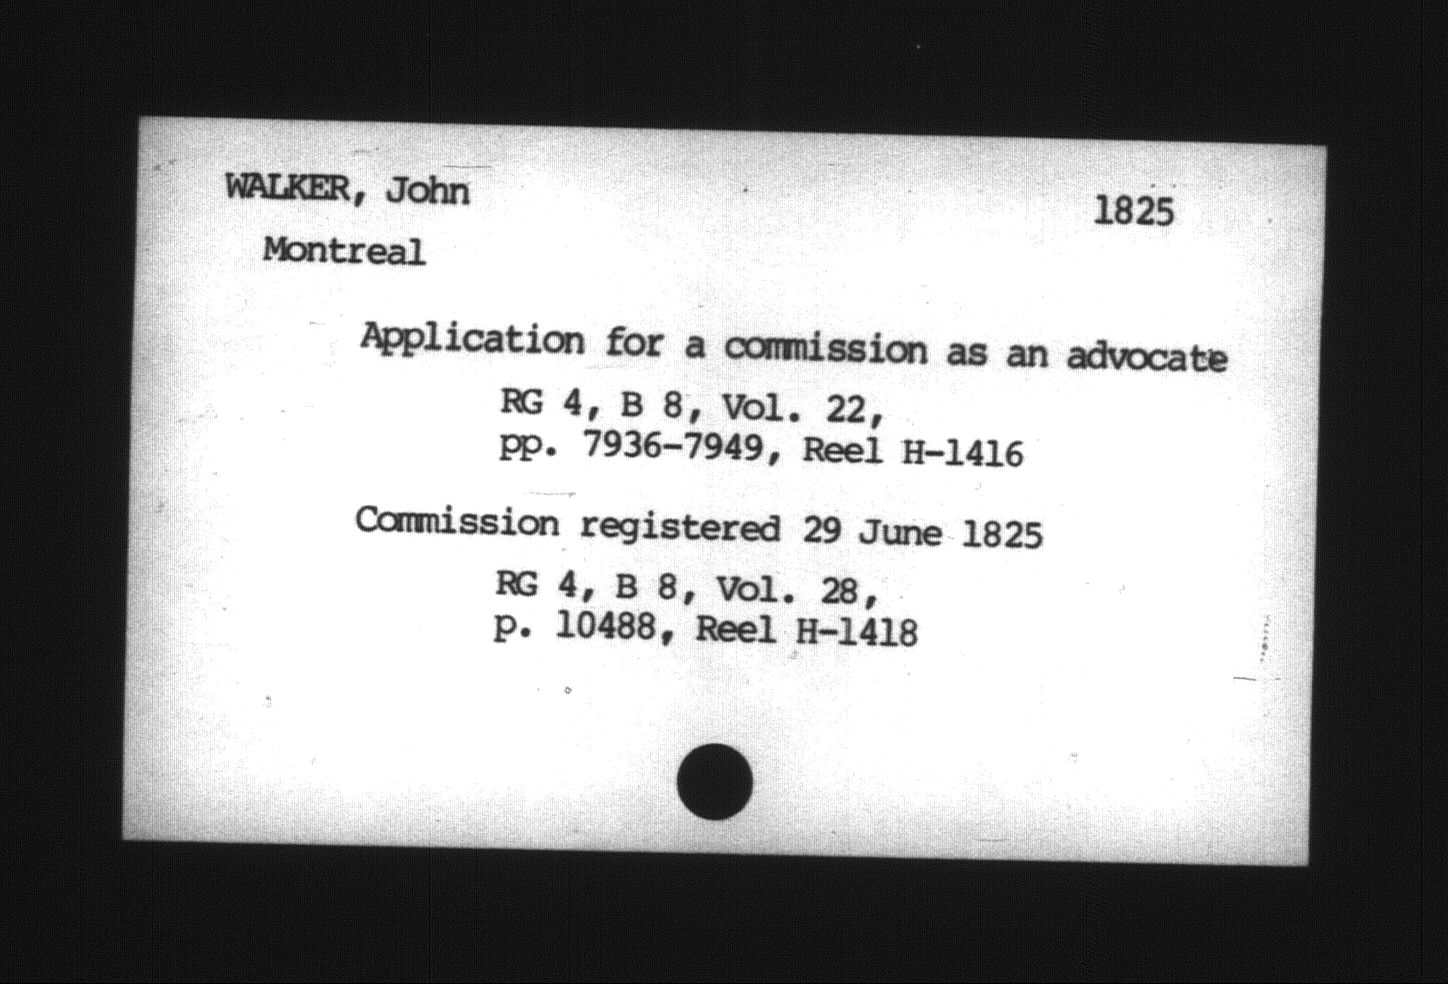 WALKER, John
1825
Montreal
Application for a commission as an advocate
RG 4, B 8, Vol. 22,
pp. 7936-7949, Reel H-1416
Commission registered 29 June 1825
RG 4, B 8, Vol. 28,
p. 10488, Reel H-1418